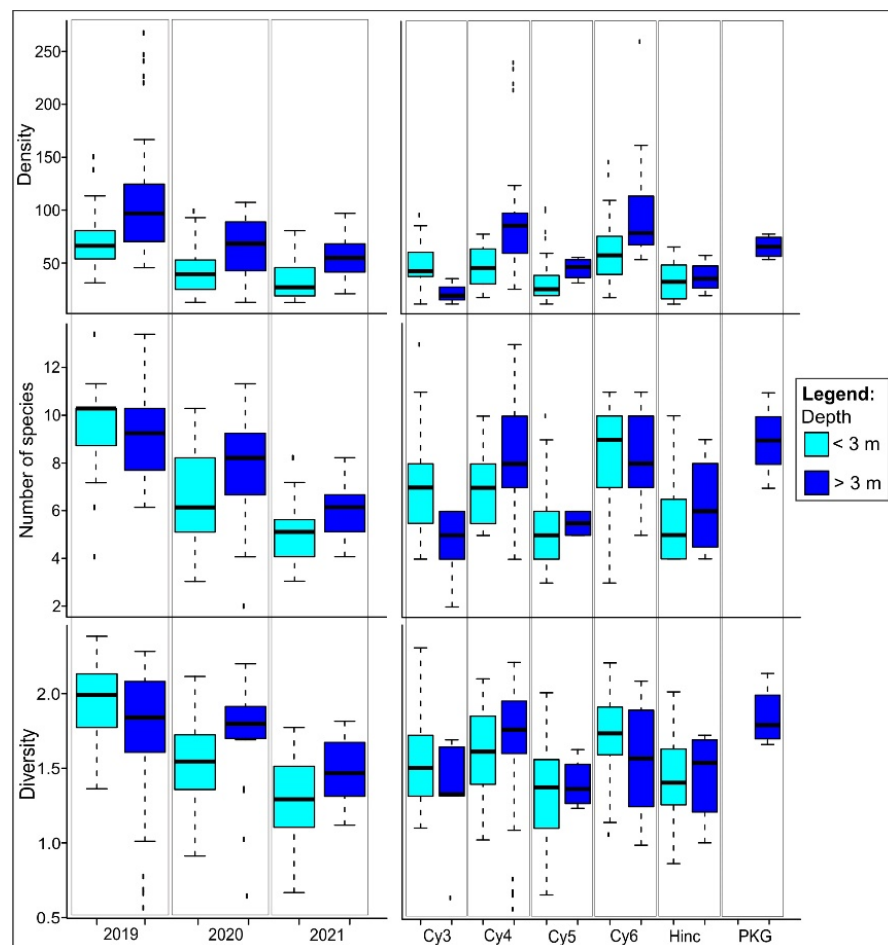 Density
250
200
150
100
50
Number of species
12
10
8
6
4
2
Diversity
2.0
1.5
1.0
0.5
2019 2020 2021 Cy3 Cy4 Cy5 Cy6 Hinc PKG
Legend:
Depth
< 3 m
> 3 m